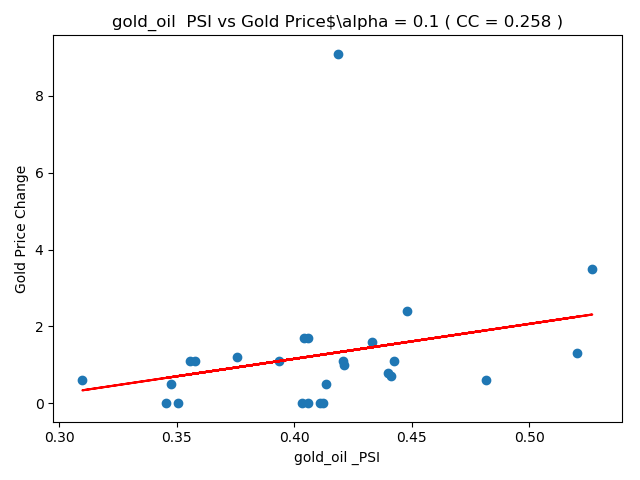 gold_oil  PSI vs Gold Price$\alpha = 0.1 ( CC = 0.258 )
8
6
4
2
0
Gold Price Change
0.30 0.35 0.40 0.45 0.50
gold_oil _PSI